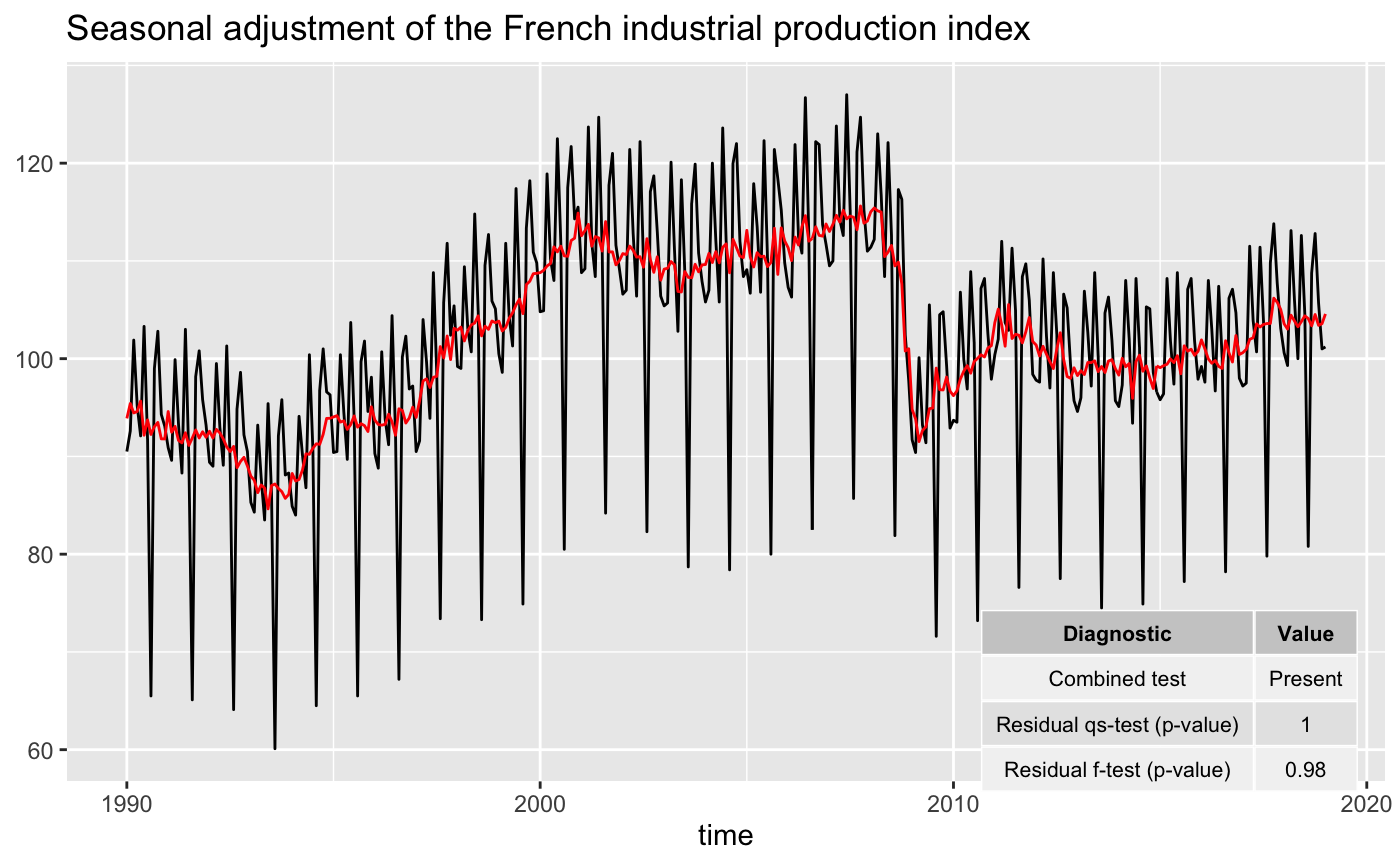 Seasonal adjustment of the French industrial production index
120
100
80
60
Diagnostic Value
Combined test Present
Residual qs-test (p-value) 1
Residual f-test (p-value) 0.98
1990 2000 2010 2020
time